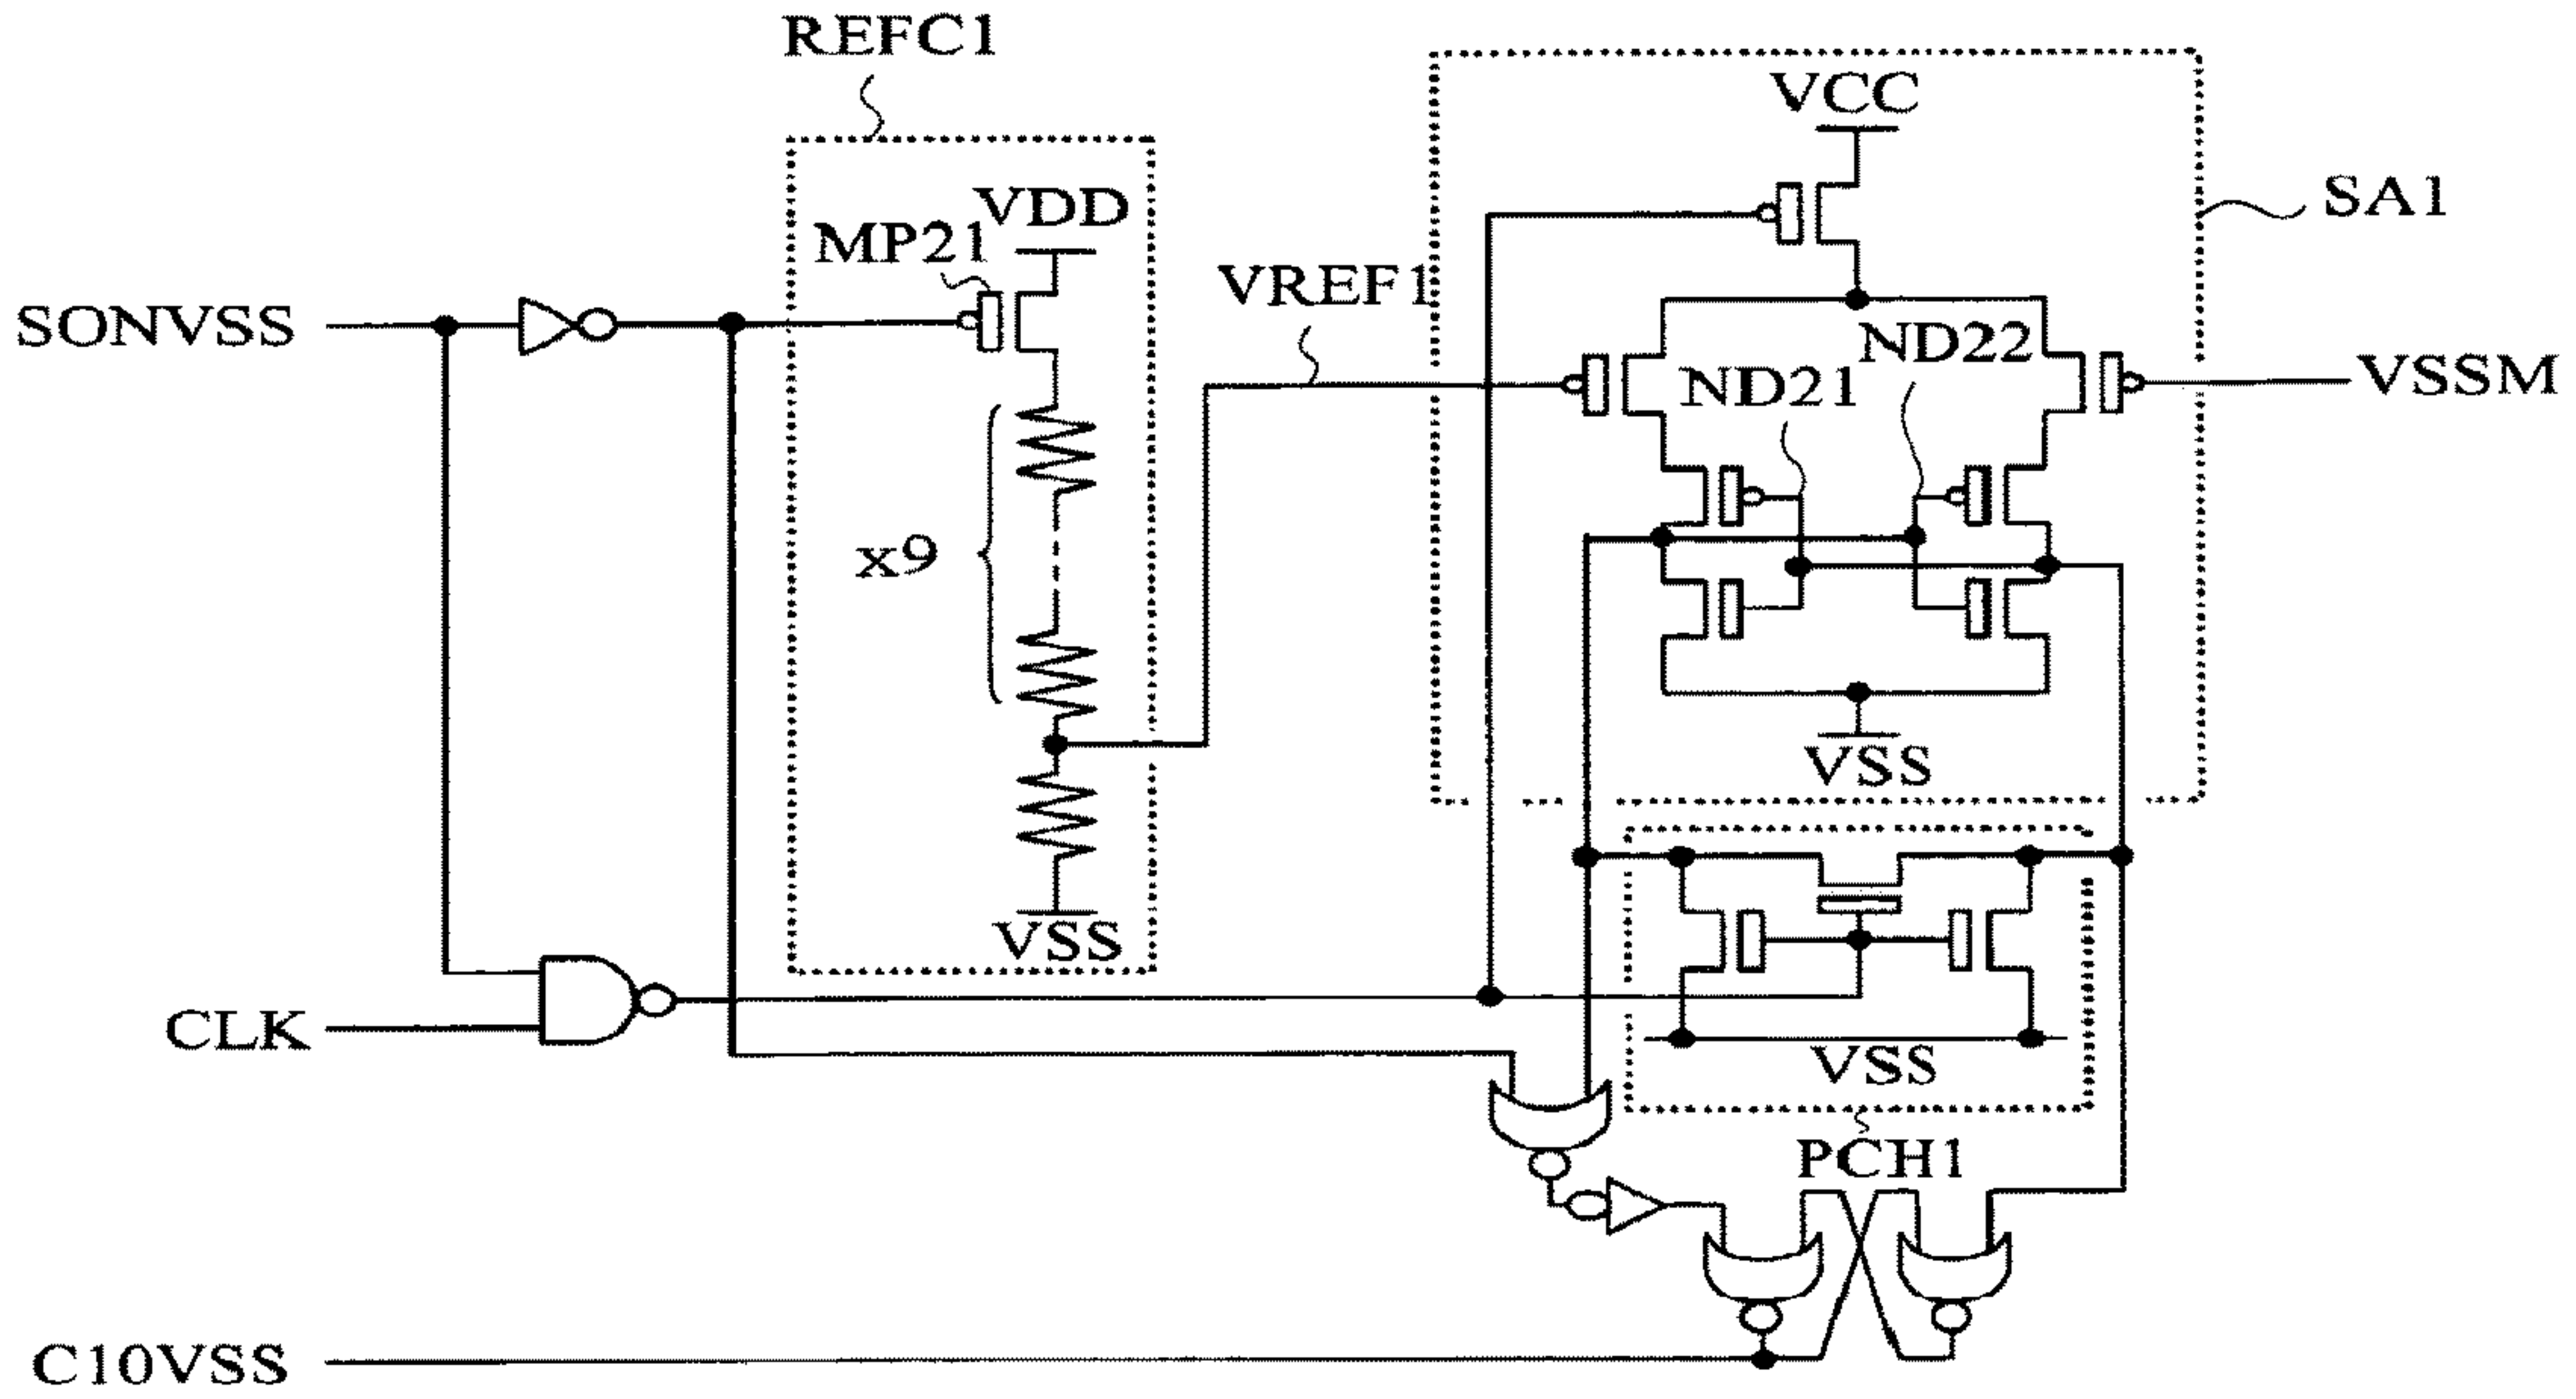 REFC1
VCC
SA1
VDD
MP21
VREF1
SONVSS
ND22
ND21
VSSM
x9
VSS
VSS
CLK
VSS
PCH1
C10VSS